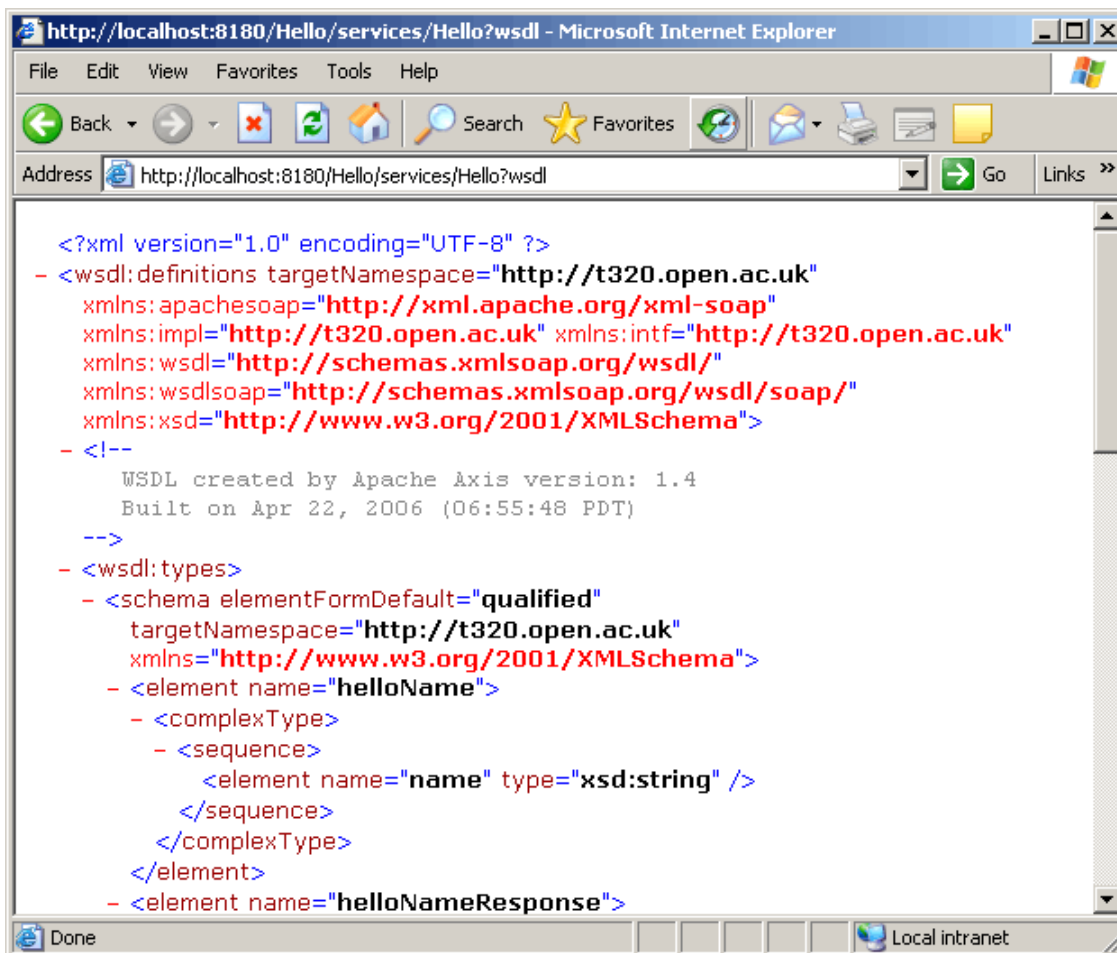 http://localhost:8180/Hello/services/Hello?wsdl - Microsoft Internet Explorer
File Edit View Favorites Tools Help
Back Search Favorites
Address http://localhost:8180/Hello/services/Hello?wsdl Go Links »
<?xml version="1.0" encoding="UTF-8" ?>
- <wsdl:definitions targetNamespace="http://t320.open.ac.uk"
xmlns:apachesoap="http://xml.apache.org/xml-soap"
xmlns:impl="http://t320.open.ac.uk" xmlns:intf="http://t320.open.ac.uk"
xmlns:wsdl="http://schemas.xmlsoap.org/wsdl/"
xmlns:wsdlsoap="http://schemas.xmlsoap.org/wsdl/soap/"
xmlns:xsd="http://www.w3.org/2001/XMLSchema">
- <!--
WSDL created by Apache Axis version: 1.4
Built on Apr 22, 2006 (06:55:48 PDT)
-->
- <wsdl:types>
- <schema elementFormDefault="qualified"
targetNamespace="http://t320.open.ac.uk"
xmlns="http://www.w3.org/2001/XMLSchema">
- <element name="helloName">
- <complexType>
- <sequence>
<element name="name" type="xsd:string" />
</sequence>
</complexType>
</element>
- <element name="helloNameResponse">
Done Local intranet